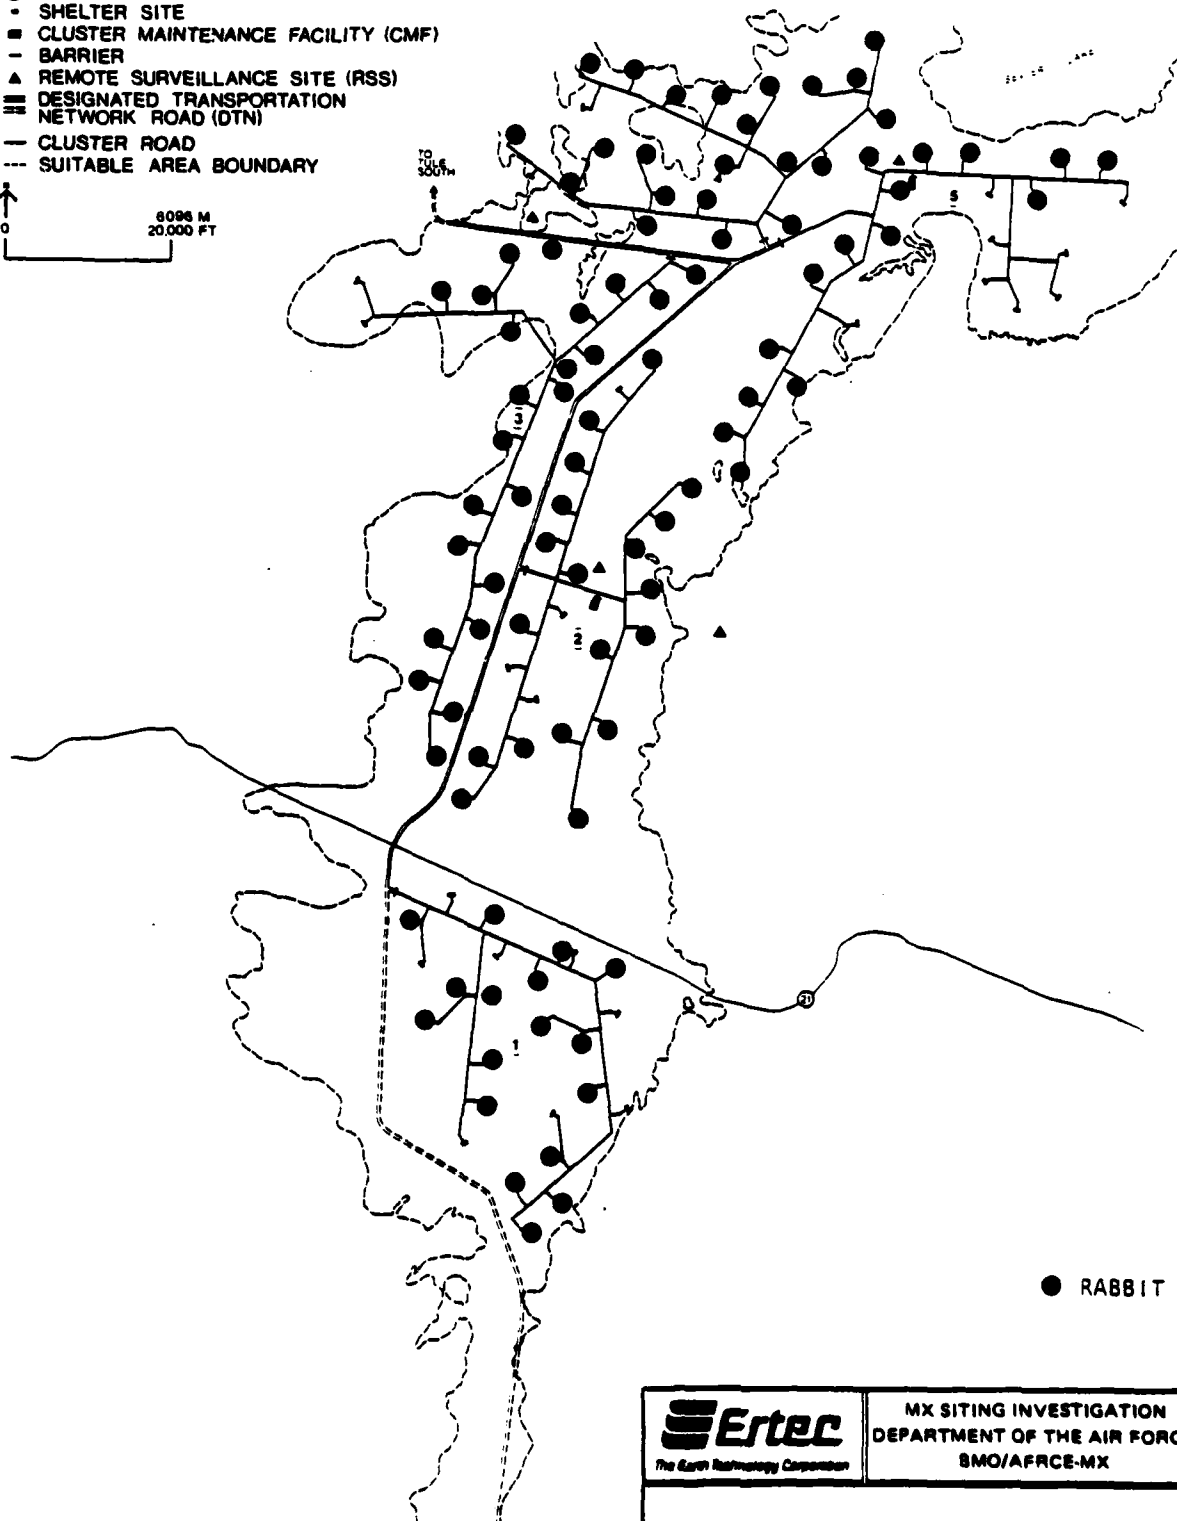 SHELTER SITE
CLUSTER MAINTENANCE FACILITY (CMF)
BARRIER
REMOTE SURVEILLANCE SITE (RSS)
DESIGNATED TRANSPORTATION
NETWORK ROAD (DTN)
CLUSTER ROAD
SUITABLE AREA BOUNDARY
0
6096 M
20,000 FT
TO
TULE
SOUTH
5
3
2
1
21
RABBIT
Ertec
The Earth Technology Corporation
MX SITING INVESTIGATION
DEPARTMENT OF THE AIR FORC
BMO/AFRCE-MX